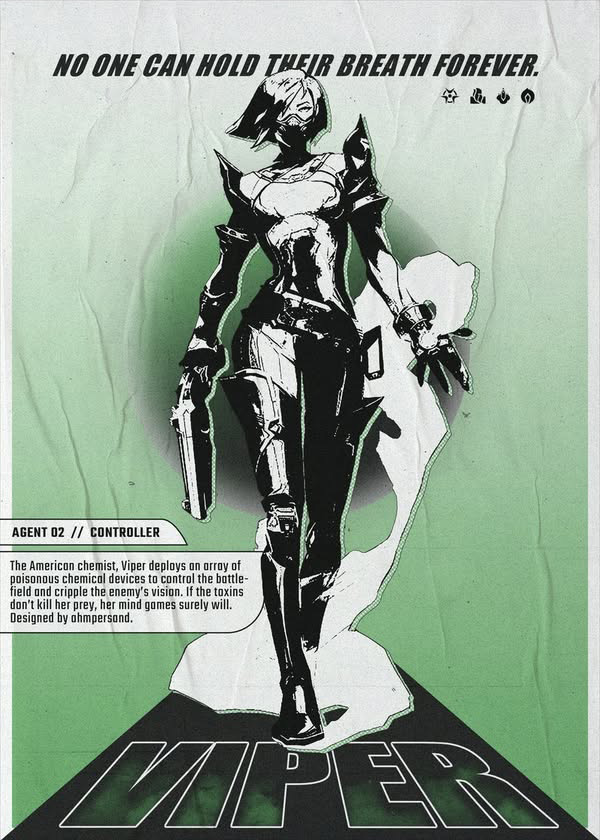 NO ONE CAN HOLD THEIR BREATH FOREVER.
AGENT 02 // CONTROLLER
The American chemist, Viper deploys an array of
poisonous chemical devices to control the battle-
field and cripple the enemy's vision. If the toxins
don't kill her prey, her mind games surely will.
Designed by ahmpersand.
VIPER